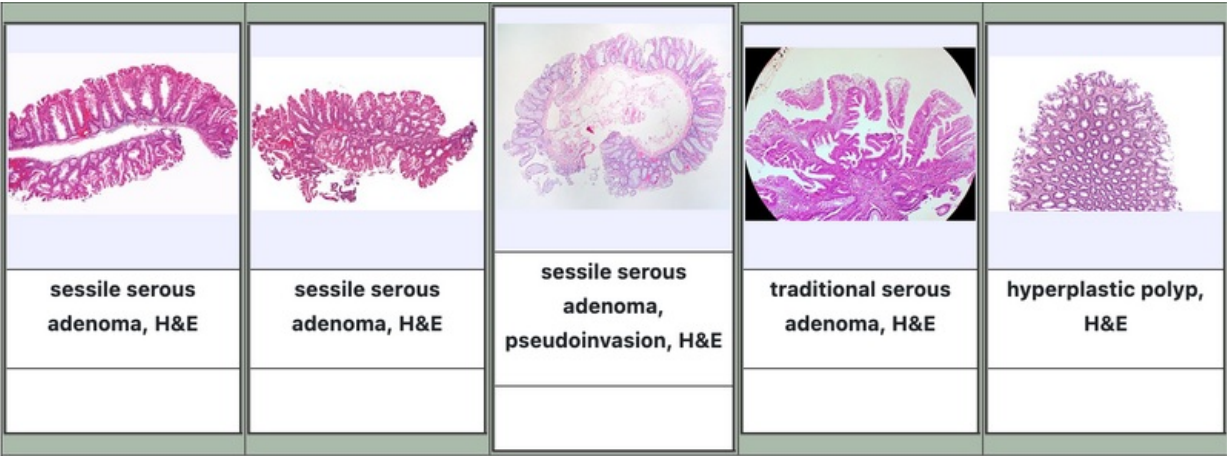 sessile serous
adenoma, H&E
sessile serous
adenoma, H&E
sessile serous
adenoma,
pseudoinvasion, H&E
traditional serous
adenoma, H&E
hyperplastic polyp,
H&E